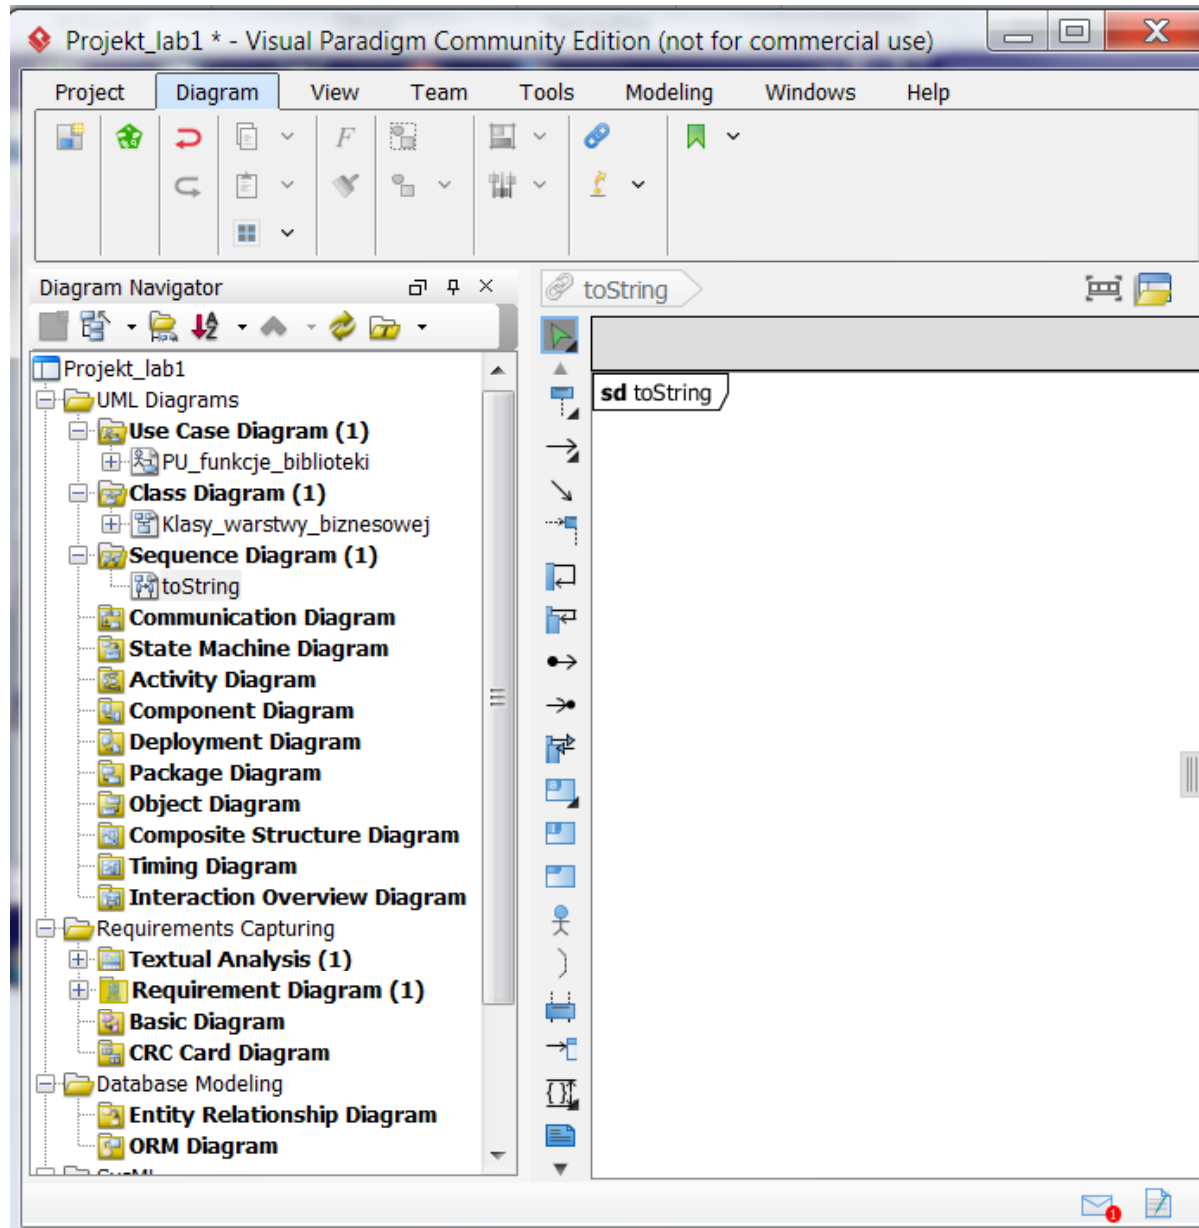 Projekt_lab1 * - Visual Paradigm Community Edition (not for commercial use)
Project Diagram View Team Tools Modeling Windows Help
Diagram Navigator
toString
Projekt_lab1
sd toString
UML Diagrams
Use Case Diagram (1)
PU_funkcje_biblioteki
Class Diagram (1)
Klasy_warstwy_biznesowej
Sequence Diagram (1)
toString
Communication Diagram
State Machine Diagram
Activity Diagram
Component Diagram
Deployment Diagram
Package Diagram
Object Diagram
Composite Structure Diagram
Timing Diagram
Interaction Overview Diagram
Requirements Capturing
Textual Analysis (1)
Requirement Diagram (1)
Basic Diagram
CRC Card Diagram
Database Modeling
Entity Relationship Diagram
ORM Diagram
SysML
1